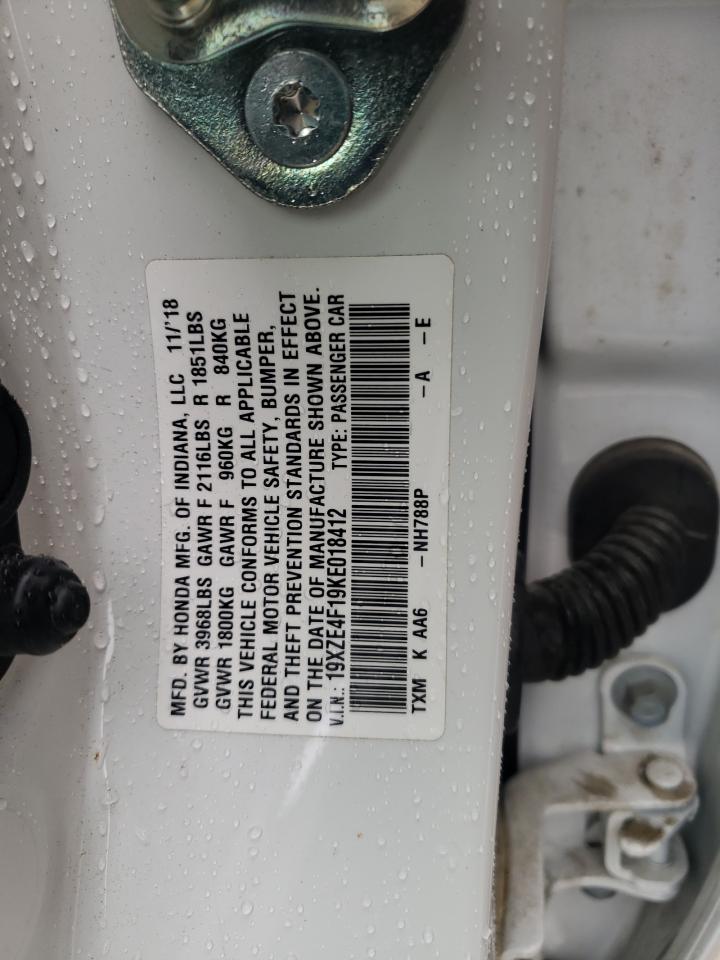 MFD. BY HONDA MFG. OF INDIANA, LLC 11/'18
GVWR 3968LBS GAWR F 2116LBS R 1851LBS
GVWR 1800KG GAWR F 960KG R 840KG
THIS VEHICLE CONFORMS TO ALL APPLICABLE
FEDERAL MOTOR VEHICLE SAFETY, BUMPER,
AND THEFT PREVENTION STANDARDS IN EFFECT
ON THE DATE OF MANUFACTURE SHOWN ABOVE.
V.I.N.: 19XZE4F19KE018412 TYPE: PASSENGER CAR
TXM K AA6 -NH788P -A -E